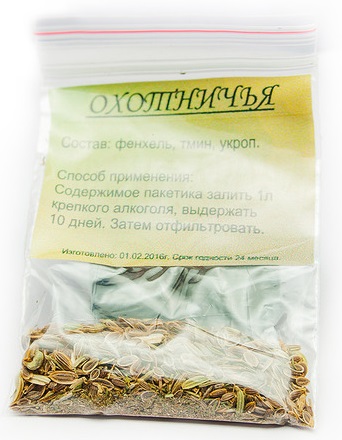 ОХОТНИЧЬЯ
Состав: фенхель, тмин, укроп.
Способ применения:
Содержимое пакетика залить 1л
крепкого алкоголя, выдержать
10 дней. Затем отфильтровать.
Изготовлено: 01.02.2016г. Срок годности 24 месяца.